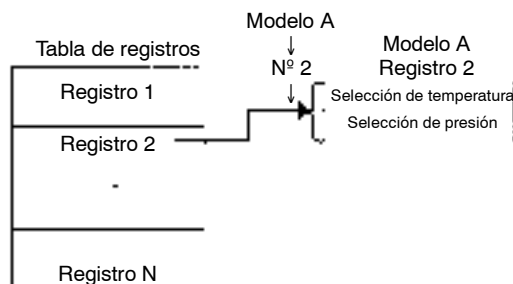 Modelo A
Tabla de registros
Nº 2
Modelo A
Registro 2
Registro 1
Selección de temperatura
Selección de presión
Registro 2
Registro N